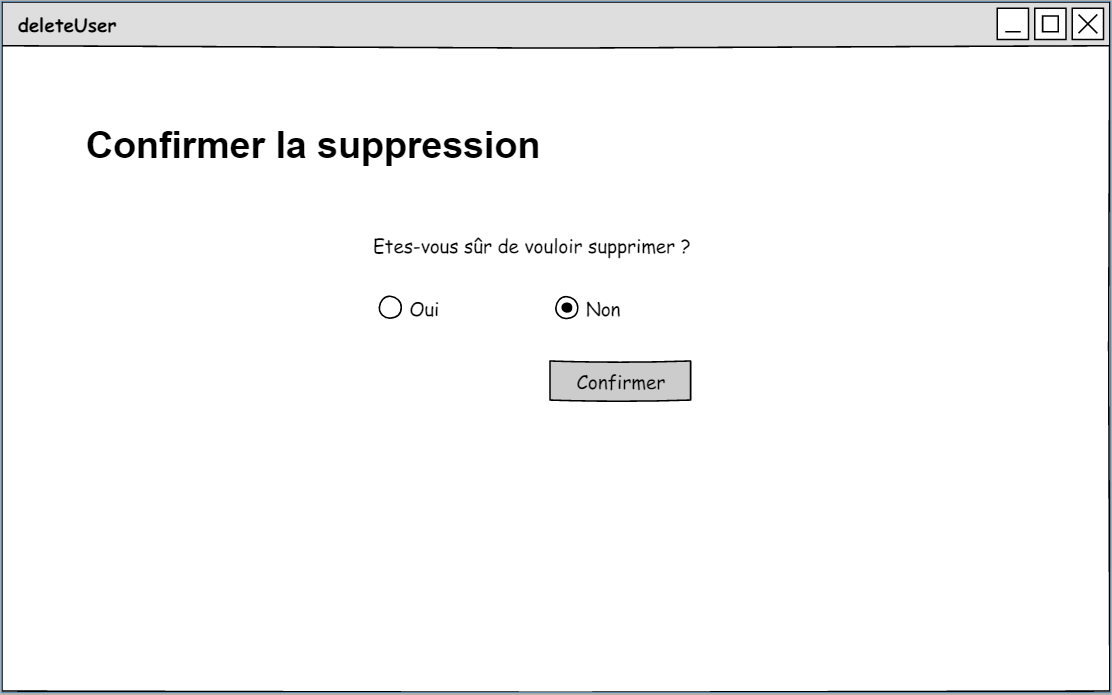 deleteUser
Confirmer la suppression
Etes-vous sûr de vouloir supprimer ?
Oui Non
Confirmer